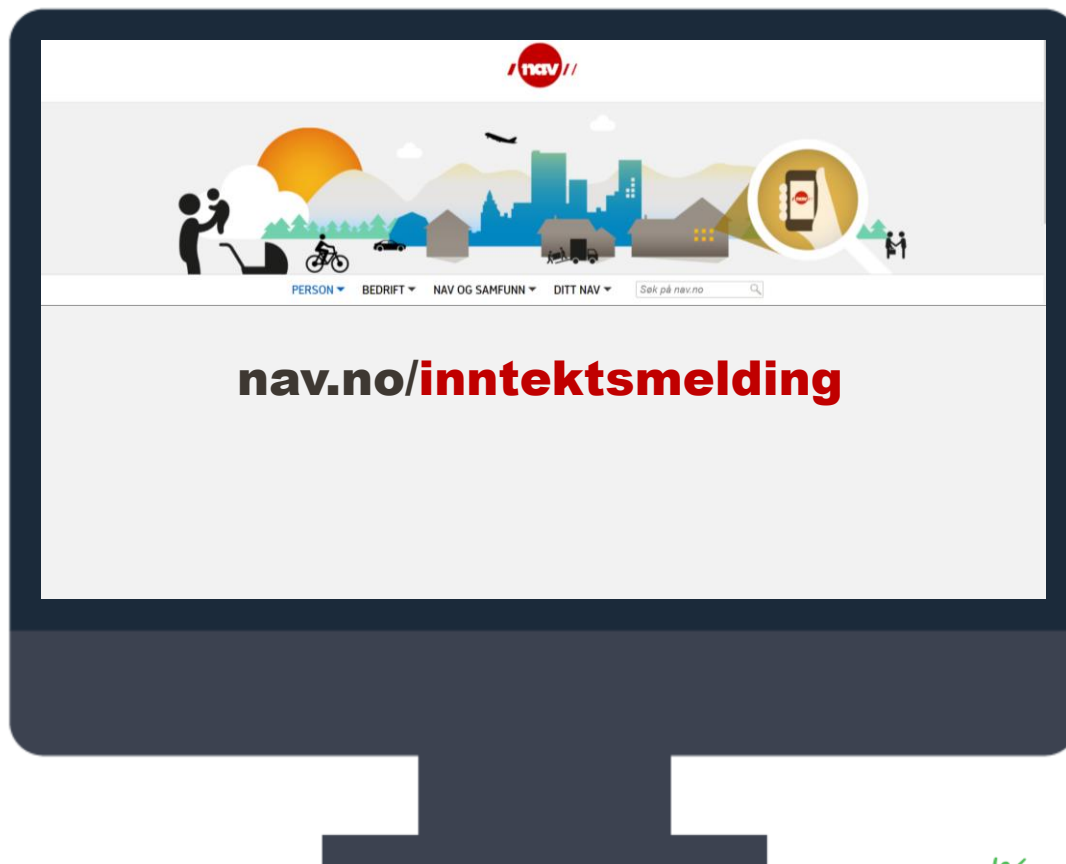 nav
PERSON BEDRIFT NAV OG SAMFUNN DITT NAV Søk på nav.no
nav.no/inntektsmelding